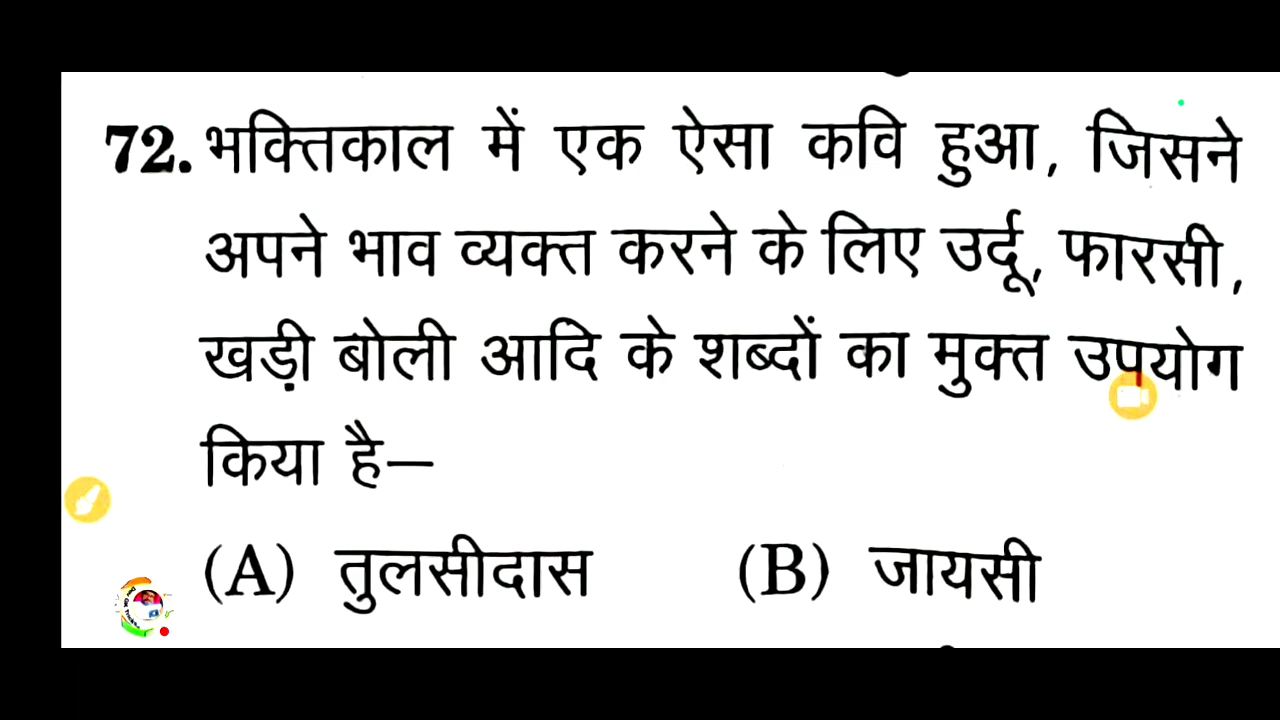 72. भक्तिकाल में एक ऐसा कवि हुआ, जिसने
अपने भाव व्यक्त करने के लिए उर्दू, फारसी,
खड़ी बोली आदि के शब्दों का मुक्त उपयोग
किया है—
(A) तुलसीदास (B) जायसी